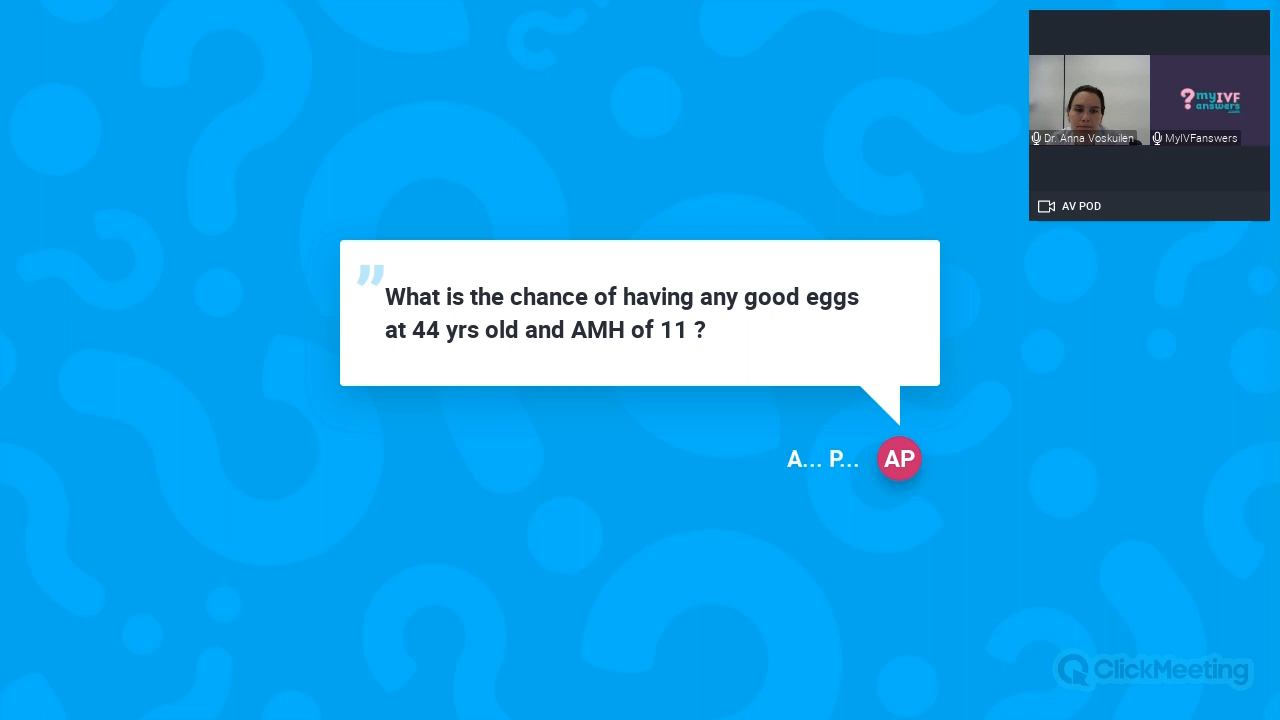 ?myIVF
answers
Dr. Anna Voskuilen
MyIVFanswers
AV POD
" What is the chance of having any good eggs
at 44 yrs old and AMH of 11 ?
A... P... AP
ClickMeeting